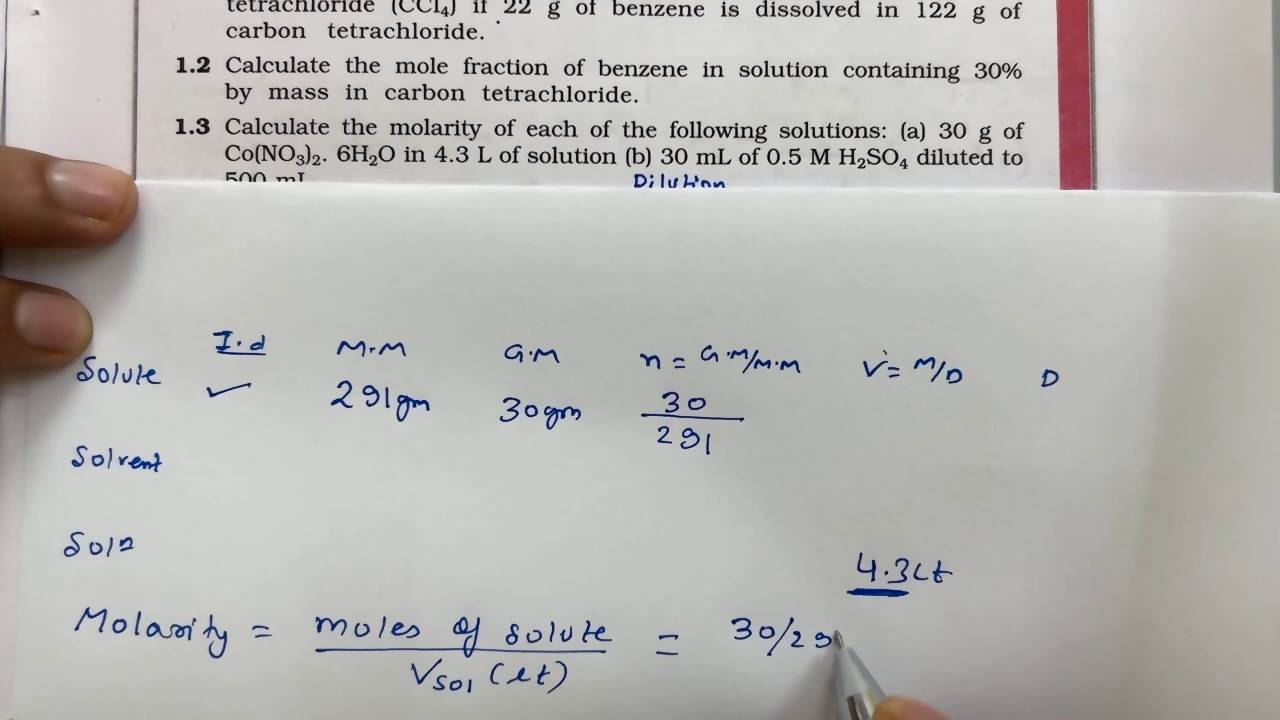 tetrachloride (CCl₄) if 22 g of benzene is dissolved in 122 g of
carbon tetrachloride.
1.2 Calculate the mole fraction of benzene in solution containing 30%
by mass in carbon tetrachloride.
1.3 Calculate the molarity of each of the following solutions: (a) 30 g of
Co(NO₃)₂. 6H₂O in 4.3 L of solution (b) 30 mL of 0.5 M H₂SO₄ diluted to
500 mL
Dilution
I.d M.M G.M n = G.M/M.M V = M/D D
Solute ✓ 291gm 30gm 30/291
Solvent
Sol
4.3Lt
Molarity = moles of solute / Vsol (lt) = 30/29